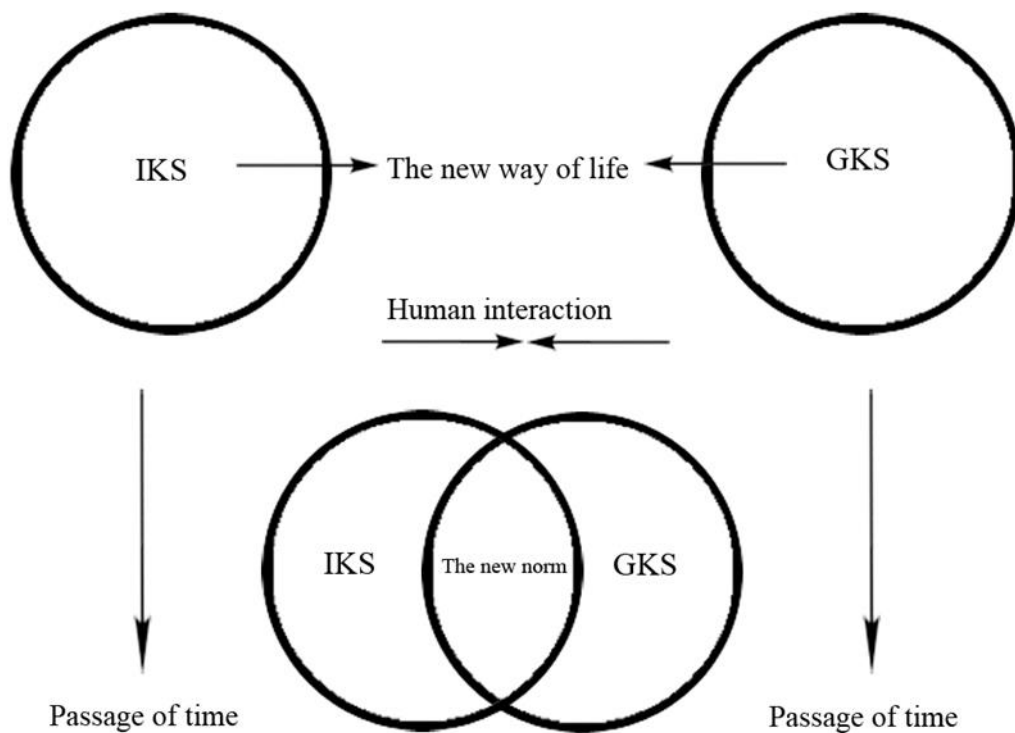 IKS
The new way of life
GKS
Human interaction
IKS
The new norm
GKS
Passage of time
Passage of time